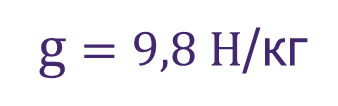 g = 9,8 Н/кг